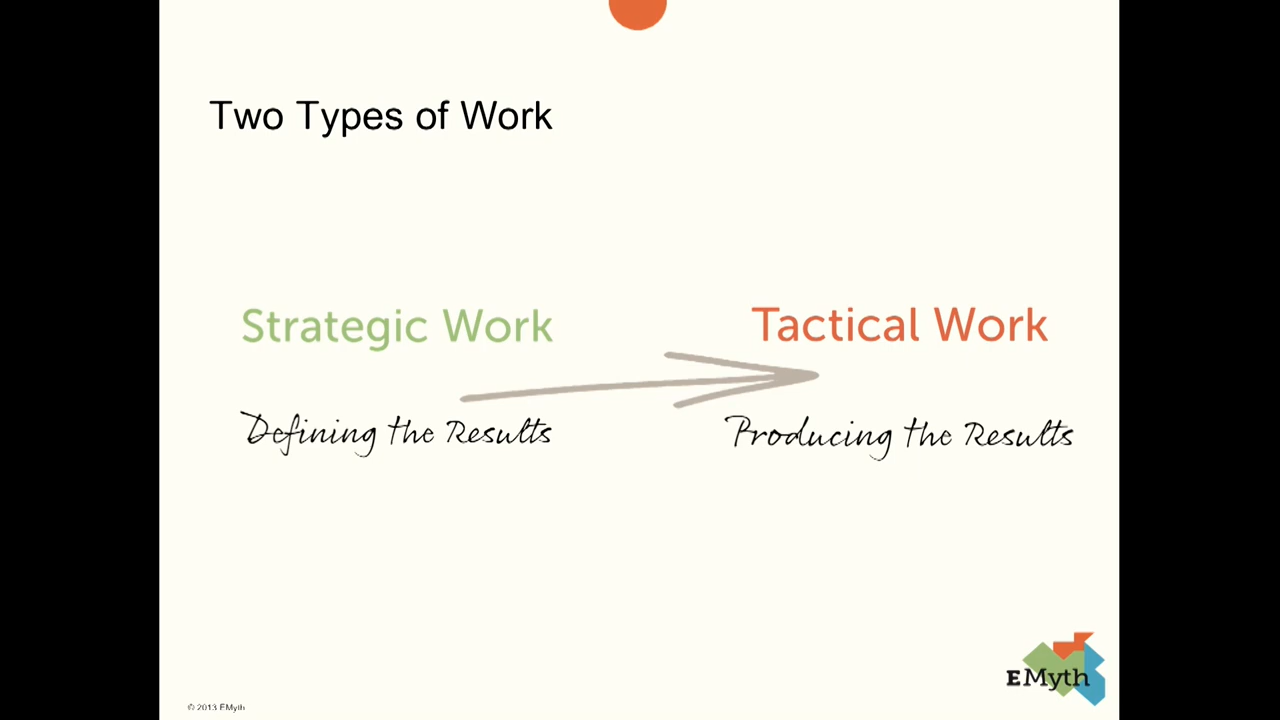 Two Types of Work
Strategic Work
Tactical Work
Defining the Results
Producing the Results
EMyth
© 2013 EMyth